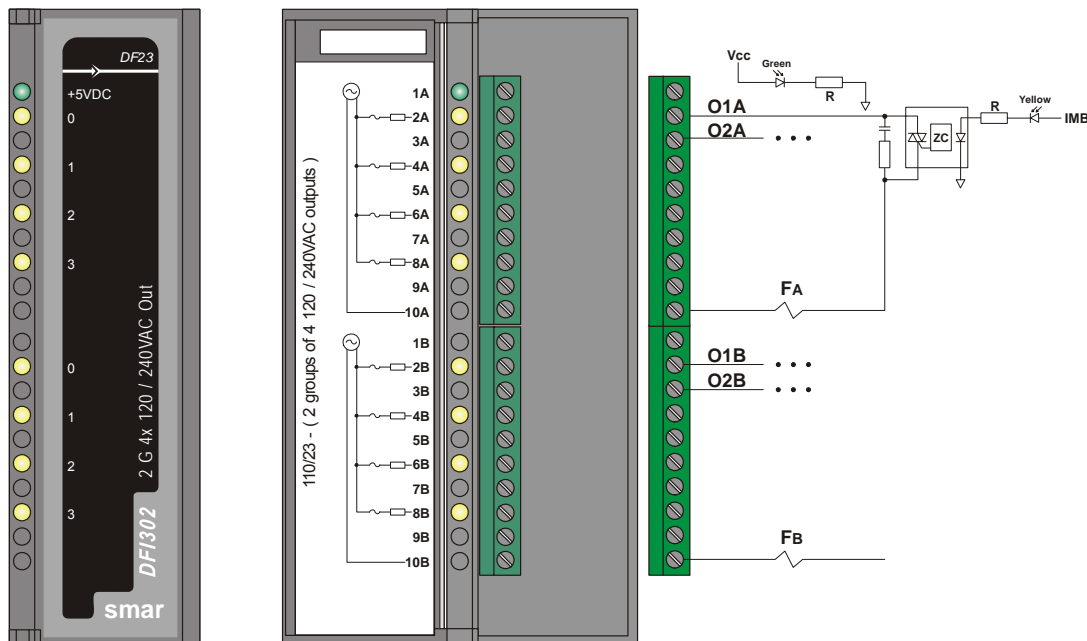 DF23
+5VDC
0
1
2
3
0
1
2
3
2 G 4x 120 / 240VAC Out
DFI302
smar
110/23 - ( 2 groups of 4 120 / 240VAC outputs )
1A
2A
3A
4A
5A
6A
7A
8A
9A
10A
1B
2B
3B
4B
5B
6B
7B
8B
9B
10B
Vcc
Green
R
O1A
O2A
ZC
R
Yellow
IMB
FA
O1B
O2B
FB